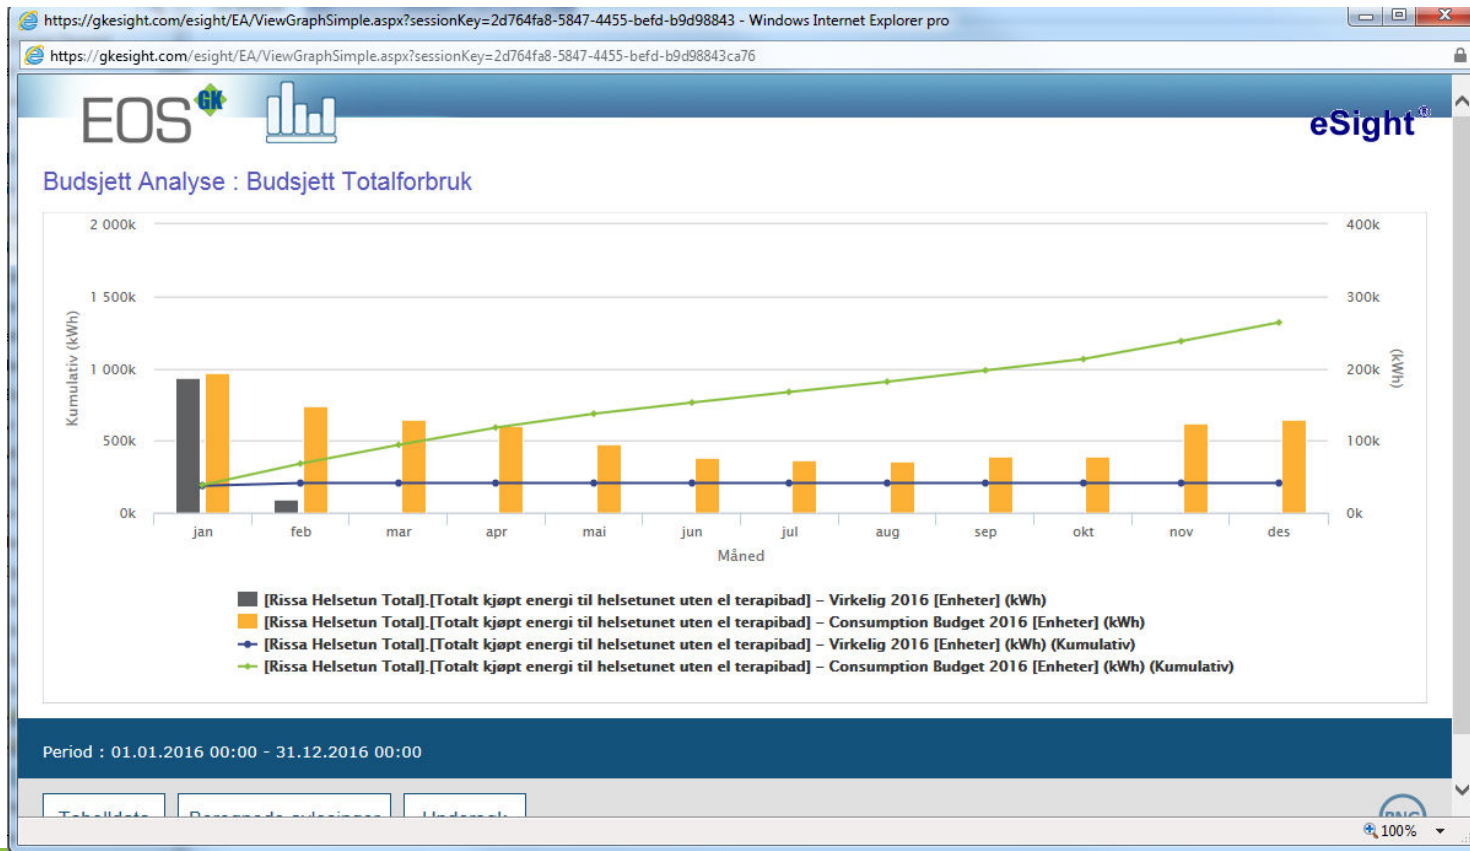 https://gkesight.com/esight/EA/ViewGraphSimple.aspx?sessionKey=2d764fa8-5847-4455-befd-b9d98843 - Windows Internet Explorer pro
https://gkesight.com/esight/EA/ViewGraphSimple.aspx?sessionKey=2d764fa8-5847-4455-befd-b9d98843ca76
EOS GK
eSight®
Budsjett Analyse : Budsjett Totalforbruk
2 000k 400k
1 500k 300k
1 000k 200k
500k 100k
0k 0k
Kumulativ (kWh)
(kWh)
jan feb mar apr mai jun jul aug sep okt nov des
Måned
[Rissa Helsetun Total].[Totalt kjøpt energi til helsetunet uten el terapibad] – Virkelig 2016 [Enheter] (kWh)
[Rissa Helsetun Total].[Totalt kjøpt energi til helsetunet uten el terapibad] – Consumption Budget 2016 [Enheter] (kWh)
[Rissa Helsetun Total].[Totalt kjøpt energi til helsetunet uten el terapibad] – Virkelig 2016 [Enheter] (kWh) (Kumulativ)
[Rissa Helsetun Total].[Totalt kjøpt energi til helsetunet uten el terapibad] – Consumption Budget 2016 [Enheter] (kWh) (Kumulativ)
Period : 01.01.2016 00:00 - 31.12.2016 00:00
Tabelldata
PNG
100%